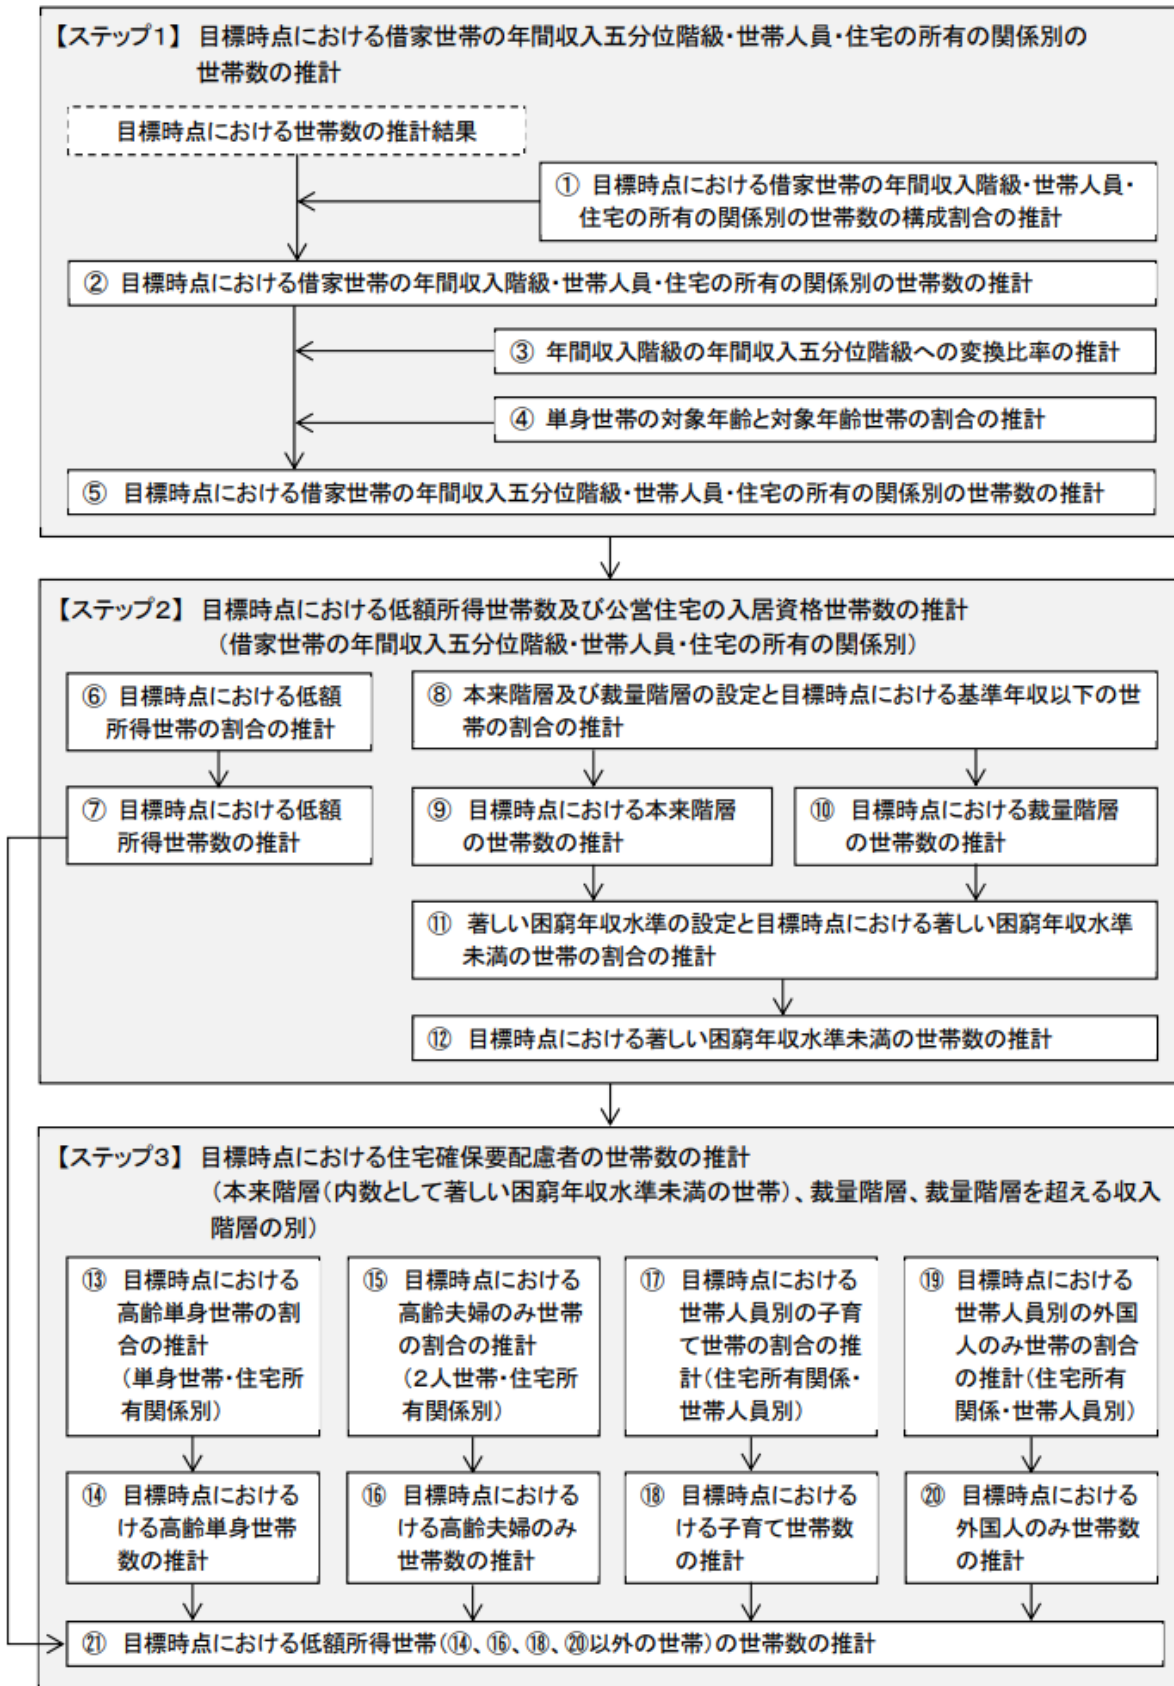 【ステップ1】 目標時点における借家世帯の年間収入五分位階級・世帯人員・住宅の所有の関係別の
世帯数の推計
目標時点における世帯数の推計結果
① 目標時点における借家世帯の年間収入階級・世帯人員・
住宅の所有の関係別の世帯数の構成割合の推計
② 目標時点における借家世帯の年間収入階級・世帯人員・住宅の所有の関係別の世帯数の推計
③ 年間収入階級の年間収入五分位階級への変換比率の推計
④ 単身世帯の対象年齢と対象年齢世帯の割合の推計
⑤ 目標時点における借家世帯の年間収入五分位階級・世帯人員・住宅の所有の関係別の世帯数の推計
【ステップ2】 目標時点における低額所得世帯数及び公営住宅の入居資格世帯数の推計
(借家世帯の年間収入五分位階級・世帯人員・住宅の所有の関係別)
⑥ 目標時点における低額
所得世帯の割合の推計
⑦ 目標時点における低額
所得世帯数の推計
⑧ 本来階層及び裁量階層の設定と目標時点における基準年収以下の世
帯の割合の推計
⑨ 目標時点における本来階層
の世帯数の推計
⑩ 目標時点における裁量階層
の世帯数の推計
⑪ 著しい困窮年収水準の設定と目標時点における著しい困窮年収水準
未満の世帯の割合の推計
⑫ 目標時点における著しい困窮年収水準未満の世帯数の推計
【ステップ3】 目標時点における住宅確保要配慮者の世帯数の推計
(本来階層(内数として著しい困窮年収水準未満の世帯)、裁量階層、裁量階層を超える収入
階層の別)
⑬ 目標時点における
高齢単身世帯の割
合の推計
(単身世帯・住宅所
有関係別)
⑭ 目標時点におけ
ける高齢単身世帯
数の推計
⑮ 目標時点における
高齢夫婦のみ世帯
の割合の推計
(2人世帯・住宅所
有関係別)
⑯ 目標時点におけ
ける高齢夫婦のみ
世帯数の推計
⑰ 目標時点における
世帯人員別の子育
て世帯の割合の推
計(住宅所有関係・
世帯人員別)
⑱ 目標時点におけ
ける子育て世帯数
の推計
⑲ 目標時点における
世帯人員別の外国
人のみ世帯の割合
の推計(住宅所有
関係・世帯人員別)
⑳ 目標時点における
外国人のみ世帯数
の推計
㉑ 目標時点における低額所得世帯(⑭、⑯、⑱、⑳以外の世帯)の世帯数の推計